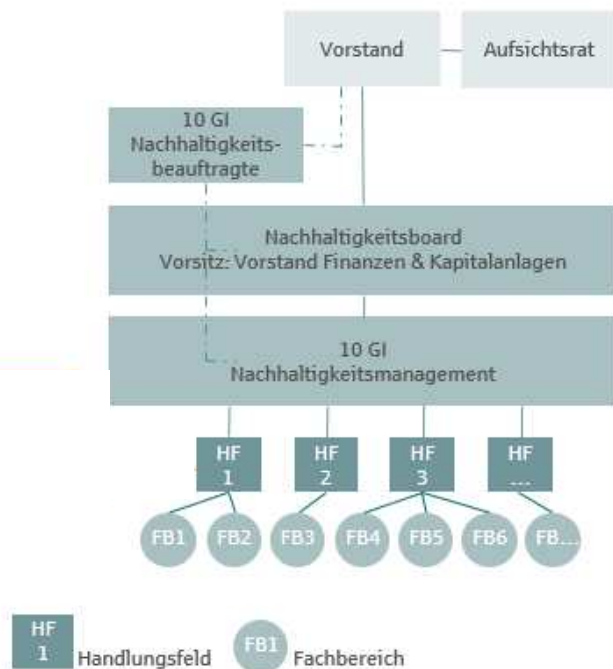 Vorstand
Aufsichtsrat
10 GI
Nachhaltigkeits-
beauftragte
Nachhaltigkeitsboard
Vorsitz: Vorstand Finanzen & Kapitalanlagen
10 GI
Nachhaltigkeitsmanagement
HF
1
HF
2
HF
3
HF
...
FB1
FB2
FB3
FB4
FB5
FB6
FB...
HF
1
Handlungsfeld
FB1
Fachbereich